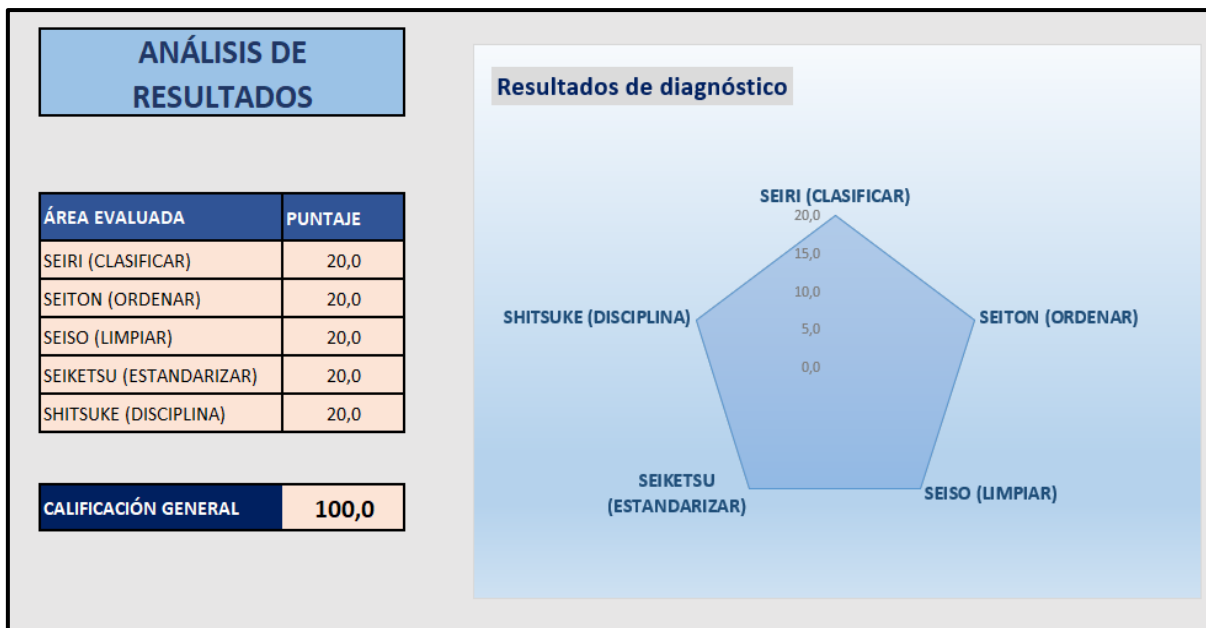 ANÁLISIS DE
RESULTADOS
ÁREA EVALUADA PUNTAJE
SEIRI (CLASIFICAR) 20,0
SEITON (ORDENAR) 20,0
SEISO (LIMPIAR) 20,0
SEIKETSU (ESTANDARIZAR) 20,0
SHITSUKE (DISCIPLINA) 20,0
CALIFICACIÓN GENERAL 100,0
Resultados de diagnóstico
SEIRI (CLASIFICAR)
20,0
15,0
10,0
5,0
0,0
SHITSUKE (DISCIPLINA)
SEITON (ORDENAR)
SEIKETSU
(ESTANDARIZAR)
SEISO (LIMPIAR)